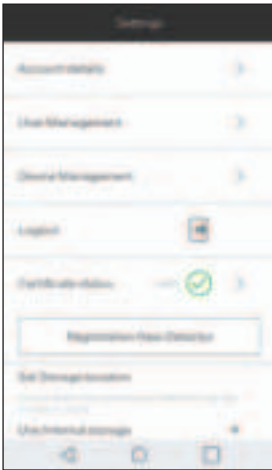 Settings
Account details
User Management
Device Management
Logout
Certificate status
Registration New Detector
Set Storage location
Use Internal storage